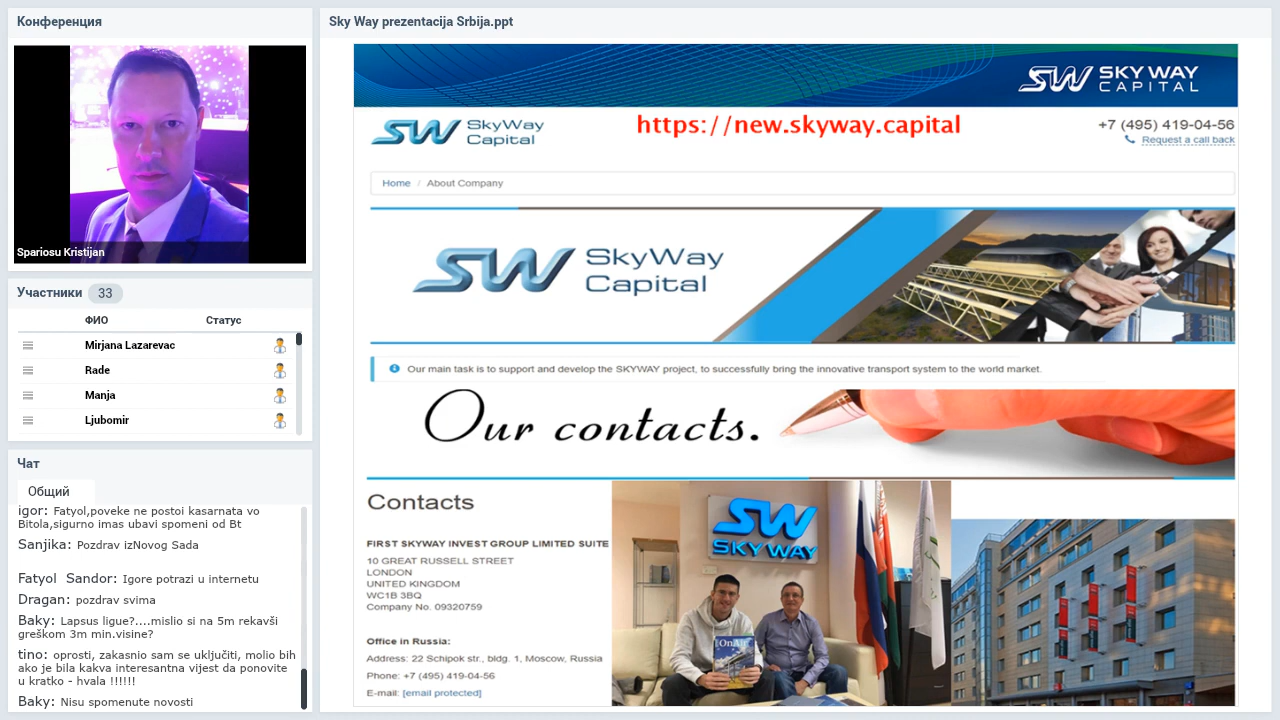 Конференция
Spariosu Kristijan
Участники 33
ФИО Статус
Mirjana Lazarevac
Rade
Manja
Ljubomir
Чат
Общий
igor: Fatyol,poveke ne postoi kasarnata vo
Bitola,sigurno imas ubavi spomeni od Bt
Sanjika: Pozdrav izNovog Sada
Fatyol Sandor: Igore potrazi u internetu
Dragan: pozdrav svima
Baky: Lapsus ligue?....mislio si na 5m rekavši
greškom 3m min.visine?
tino: oprosti, zakasnio sam se uključiti, molio bih
ako je bila kakva interesantna vijest da ponovite
u kratko - hvala !!!!!!
Baky: Nisu spomenute novosti
Sky Way prezentacija Srbija.ppt
SW SKY WAY
CAPITAL
SW SkyWay
Capital
https://new.skyway.capital
+7 (495) 419-04-56
Request a call back
Home / About Company
SW SkyWay
Capital
Our main task is to support and develop the SKYWAY project, to successfully bring the innovative transport system to the world market.
Our contacts.
Contacts
FIRST SKYWAY INVEST GROUP LIMITED SUITE
10 GREAT RUSSELL STREET
LONDON
UNITED KINGDOM
WC1B 3BQ
Company No. 09320759
Office in Russia:
Address: 22 Schipok str., bldg. 1, Moscow, Russia
Phone: +7 (495) 419-04-56
E-mail: [email protected]
SW
SKY WAY
OnAir